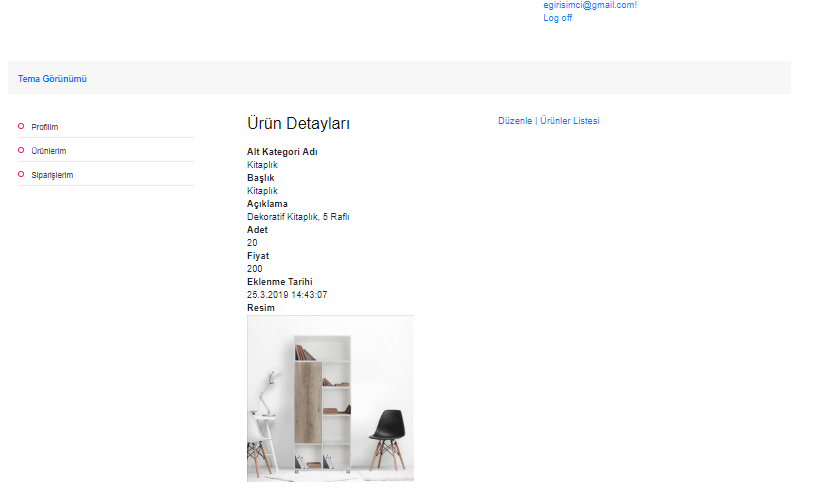 egirisimci@gmail.com!
Log off
Tema Görünümü
Profilim
Ürünlerim
Siparişlerim
Ürün Detayları
Alt Kategori Adı
Kitaplık
Başlık
Kitaplık
Açıklama
Dekoratif Kitaplık, 5 Raflı
Adet
20
Fiyat
200
Eklenme Tarihi
25.3.2019 14:43:07
Resim
Düzenle | Ürünler Listesi